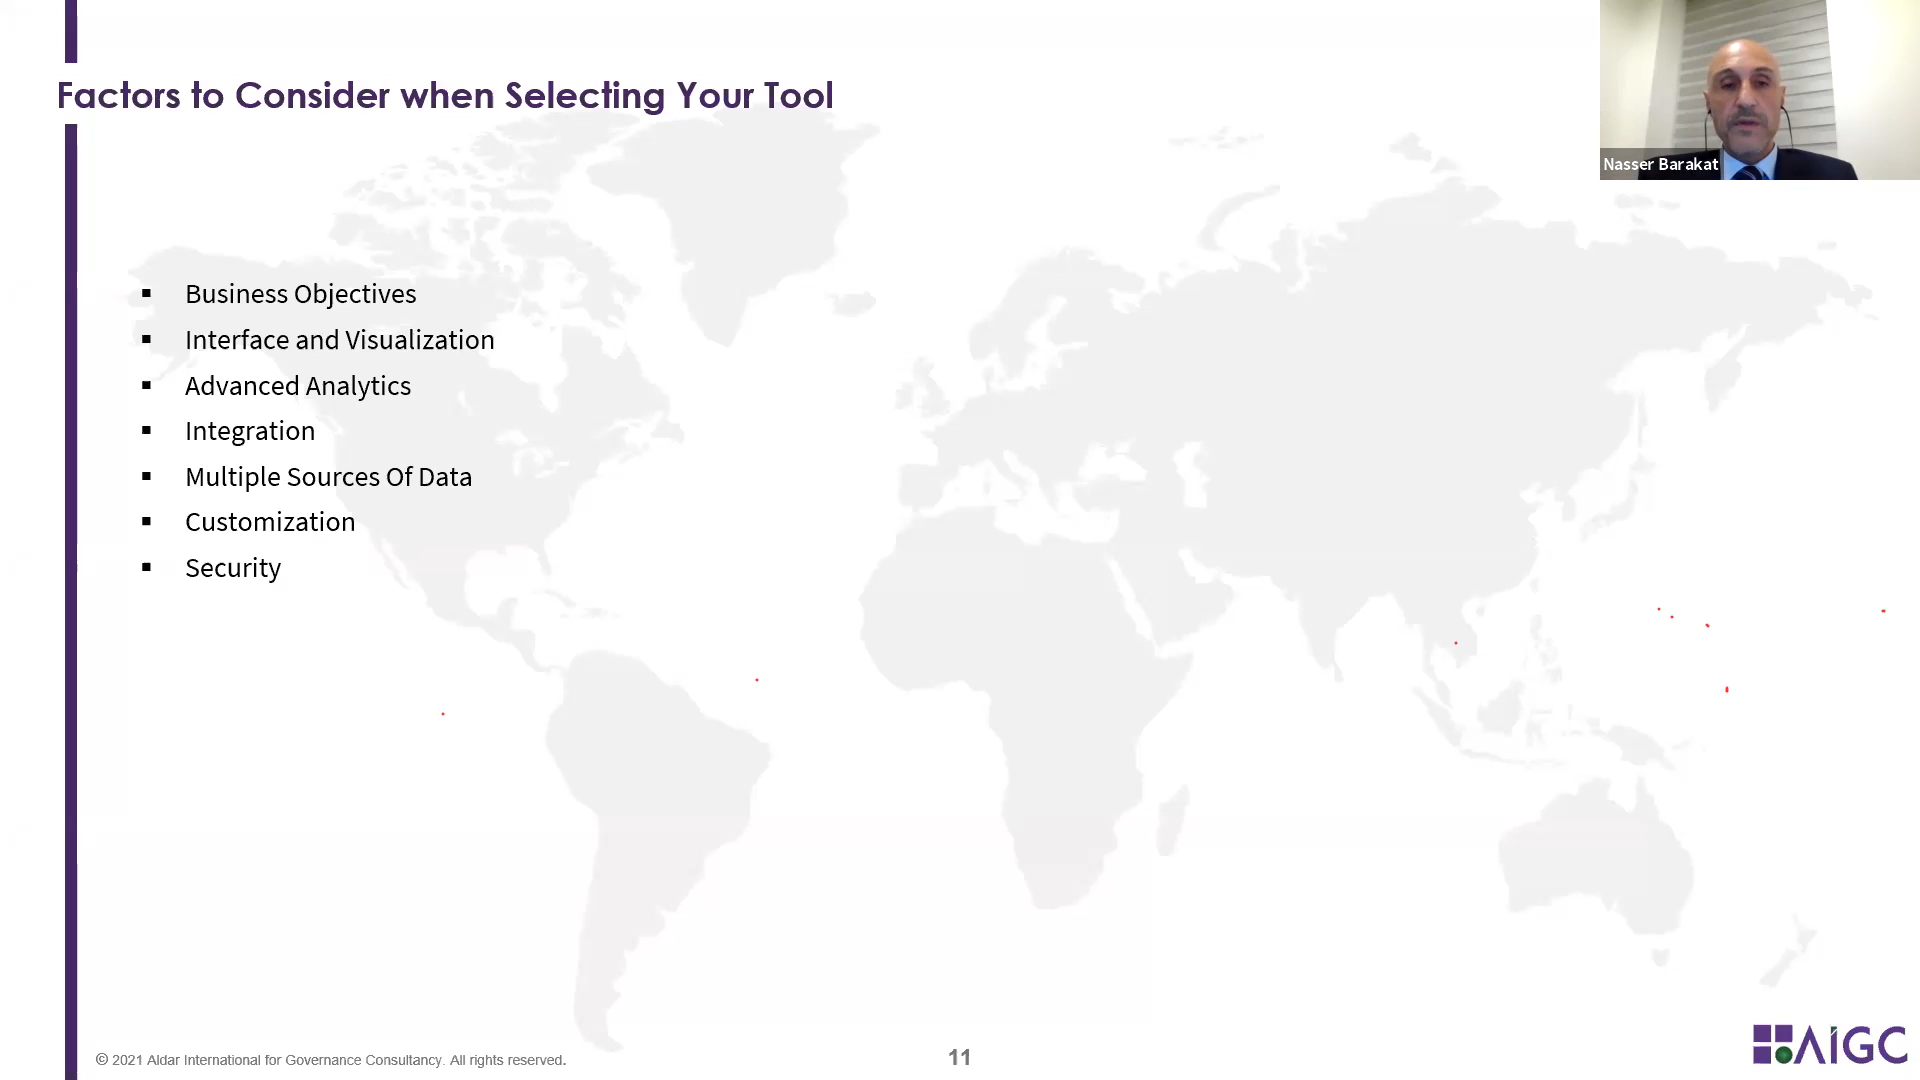 Factors to Consider when Selecting Your Tool
Nasser Barakat
▪ Business Objectives
▪ Interface and Visualization
▪ Advanced Analytics
▪ Integration
▪ Multiple Sources Of Data
▪ Customization
▪ Security
© 2021 Aldar International for Governance Consultancy. All rights reserved.
11
AIGC